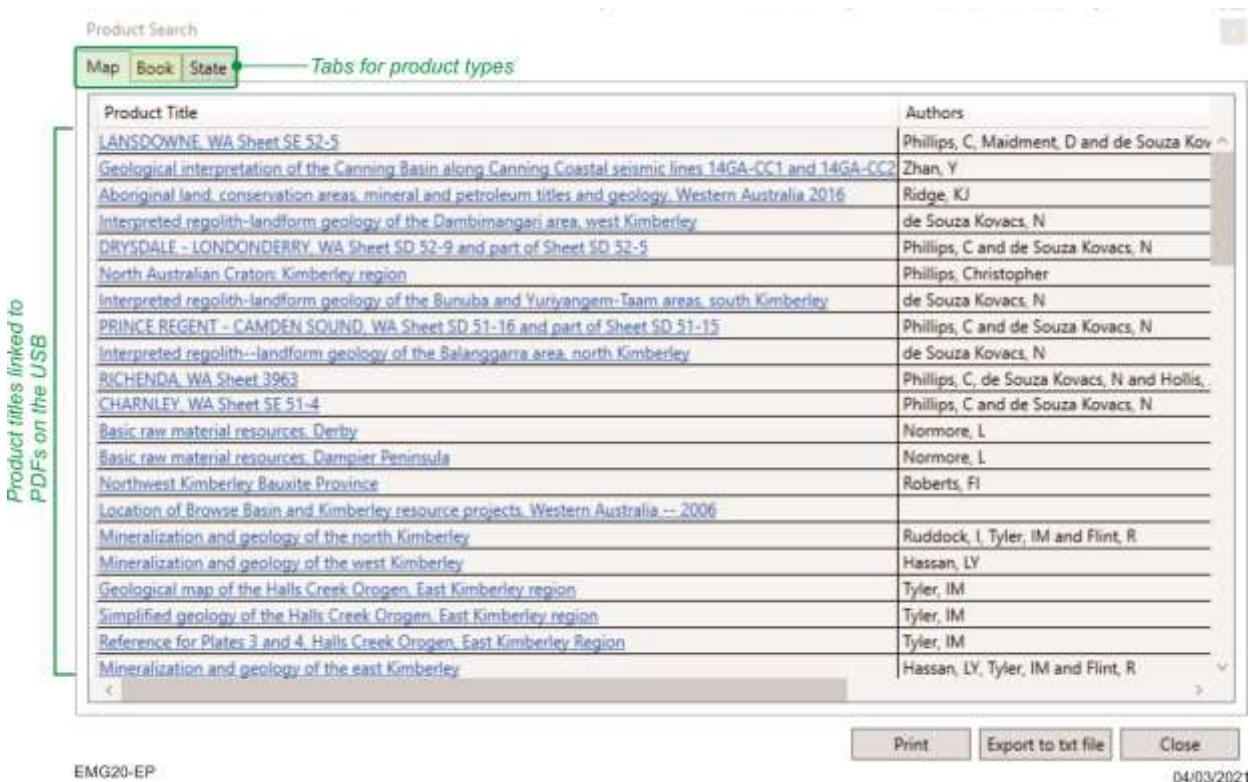 Product Search
Map Book State Tabs for product types
Product Title Authors
LANSDOWNE, WA Sheet SE 52-5 Phillips, C, Maidment, D and de Souza Kov
Geological interpretation of the Canning Basin along Canning Coastal seismic lines 14GA-CC1 and 14GA-CC2 Zhan, Y
Aboriginal land, conservation areas, mineral and petroleum titles and geology, Western Australia 2016 Ridge, KJ
Interpreted regolith-landform geology of the Dambimangari area, west Kimberley de Souza Kovacs, N
DRYSDALE - LONDONDERRY, WA Sheet SD 52-9 and part of Sheet SD 52-5 Phillips, C and de Souza Kovacs, N
North Australian Craton: Kimberley region Phillips, Christopher
Interpreted regolith-landform geology of the Bunuba and Yuriyangem-Taam areas, south Kimberley de Souza Kovacs, N
PRINCE REGENT - CAMDEN SOUND, WA Sheet SD 51-16 and part of Sheet SD 51-15 Phillips, C and de Souza Kovacs, N
Interpreted regolith--landform geology of the Balanggarra area, north Kimberley de Souza Kovacs, N
RICHENDA, WA Sheet 3963 Phillips, C, de Souza Kovacs, N and Hollis,
CHARNLEY, WA Sheet SE 51-4 Phillips, C and de Souza Kovacs, N
Basic raw material resources, Derby Normore, L
Basic raw material resources, Dampier Peninsula Normore, L
Northwest Kimberley Bauxite Province Roberts, FI
Location of Browse Basin and Kimberley resource projects, Western Australia -- 2006
Mineralization and geology of the north Kimberley Ruddock, I, Tyler, IM and Flint, R
Mineralization and geology of the west Kimberley Hassan, LY
Geological map of the Halls Creek Orogen, East Kimberley region Tyler, IM
Simplified geology of the Halls Creek Orogen, East Kimberley region Tyler, IM
Reference for Plates 3 and 4, Halls Creek Orogen, East Kimberley Region Tyler, IM
Mineralization and geology of the east Kimberley Hassan, LY, Tyler, IM and Flint, R
Product titles linked to
PDFs on the USB
Print Export to txt file Close
EMG20-EP 04/03/2021